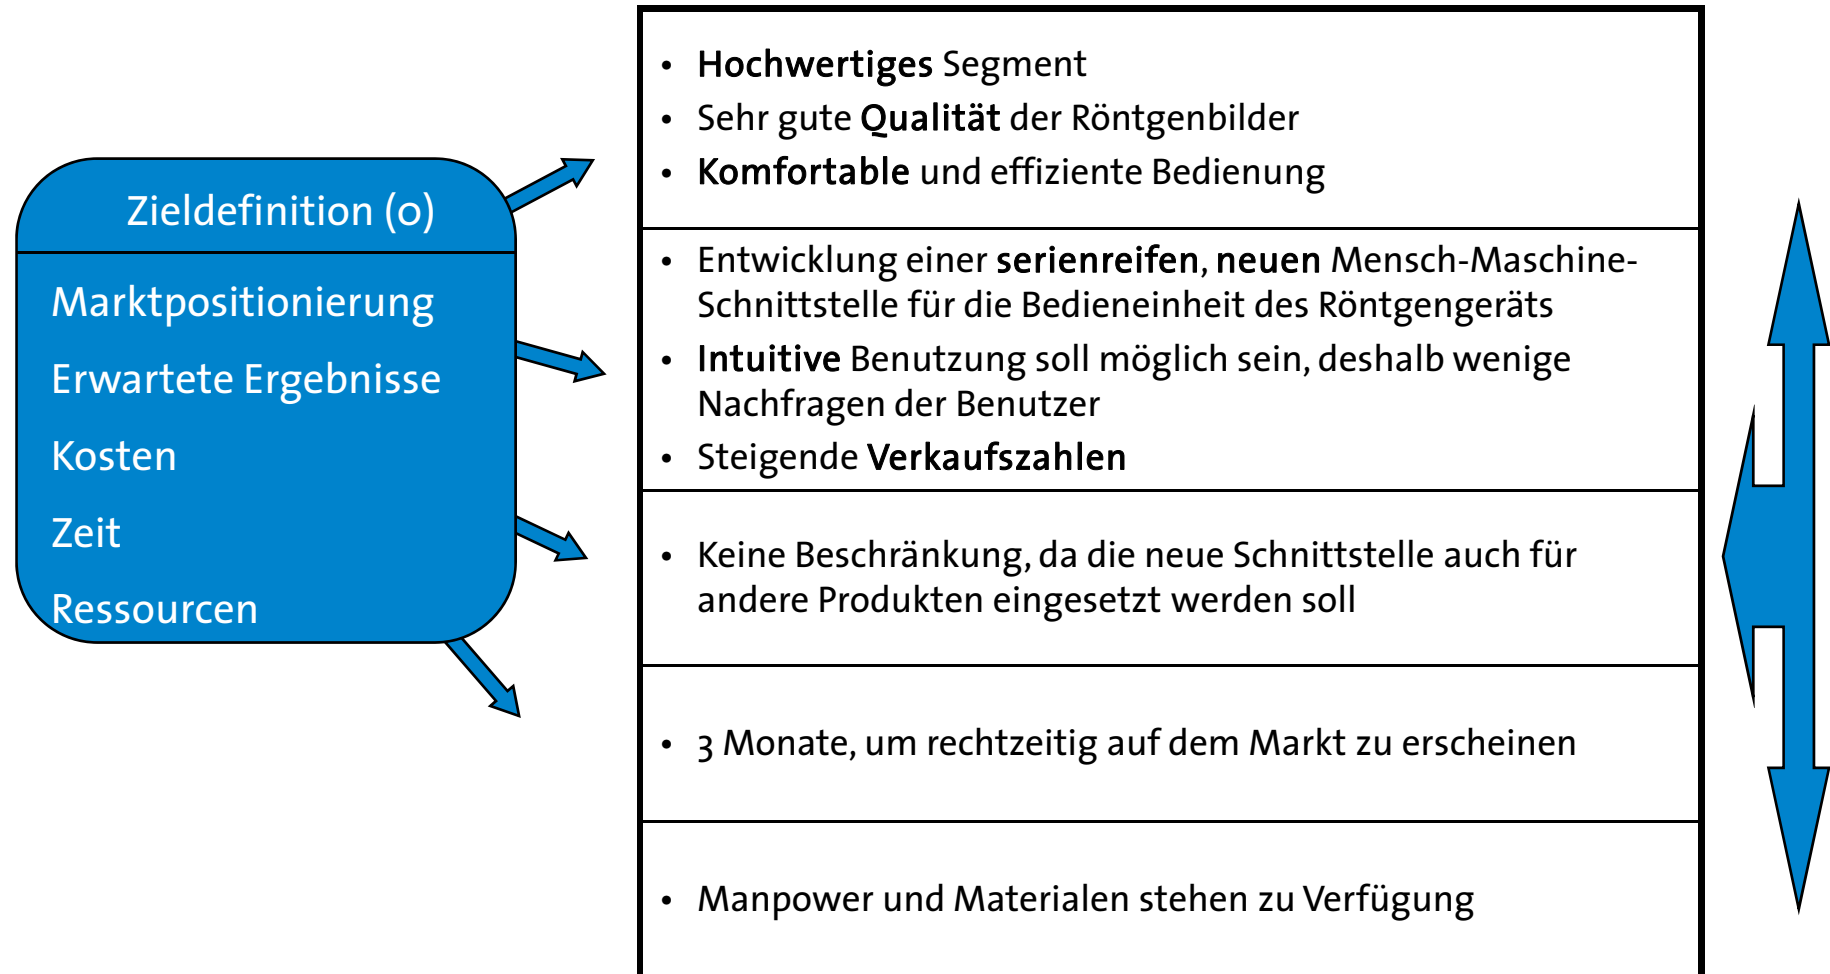 Zieldefinition (0)
Marktpositionierung
Erwartete Ergebnisse
Kosten
Zeit
Ressourcen
• Hochwertiges Segment
• Sehr gute Qualität der Röntgenbilder
• Komfortable und effiziente Bedienung
• Entwicklung einer serienreifen, neuen Mensch-Maschine-
Schnittstelle für die Bedieneinheit des Röntgengeräts
• Intuitive Benutzung soll möglich sein, deshalb wenige
Nachfragen der Benutzer
• Steigende Verkaufszahlen
• Keine Beschränkung, da die neue Schnittstelle auch für
andere Produkten eingesetzt werden soll
• 3 Monate, um rechtzeitig auf dem Markt zu erscheinen
• Manpower und Materialen stehen zu Verfügung